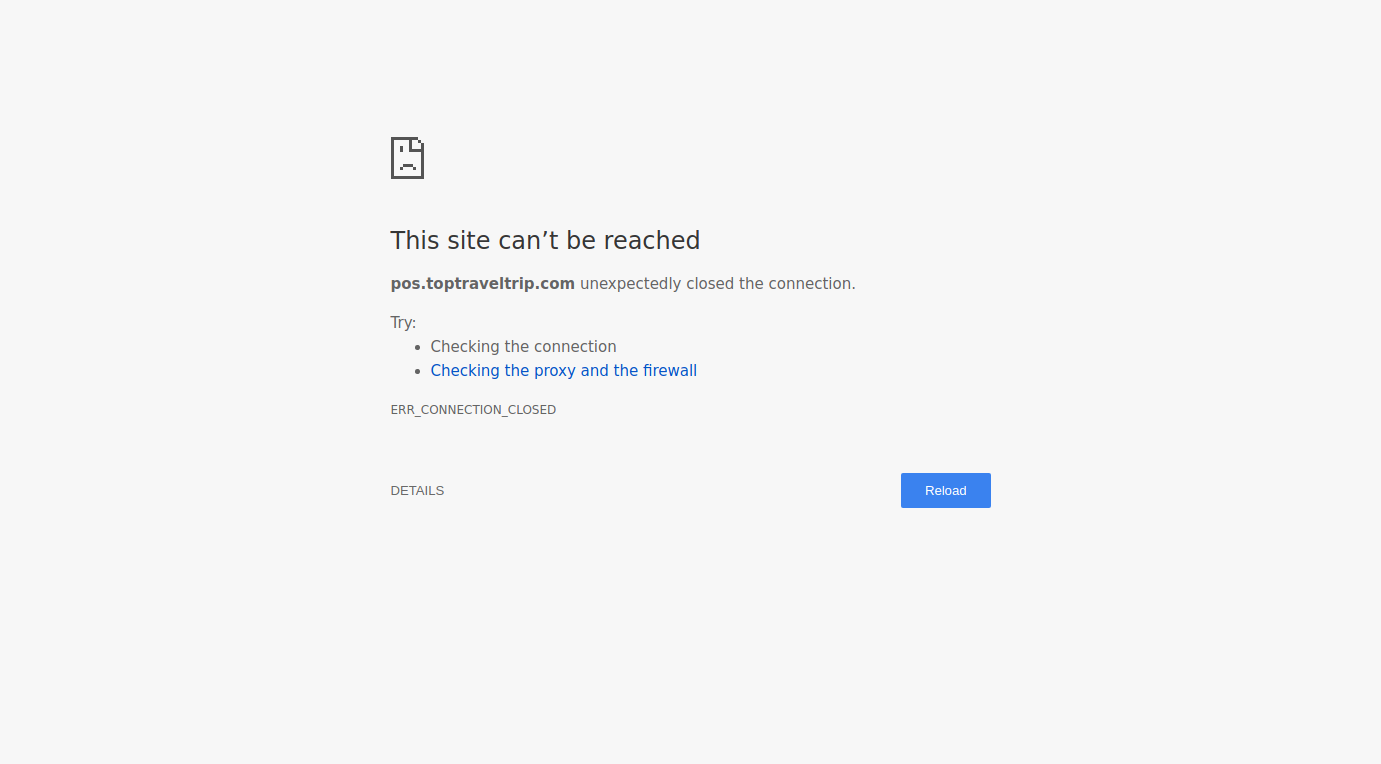 This site can’t be reached
pos.toptraveltrip.com unexpectedly closed the connection.
Try:
Checking the connection
Checking the proxy and the firewall
ERR_CONNECTION_CLOSED
DETAILS
Reload